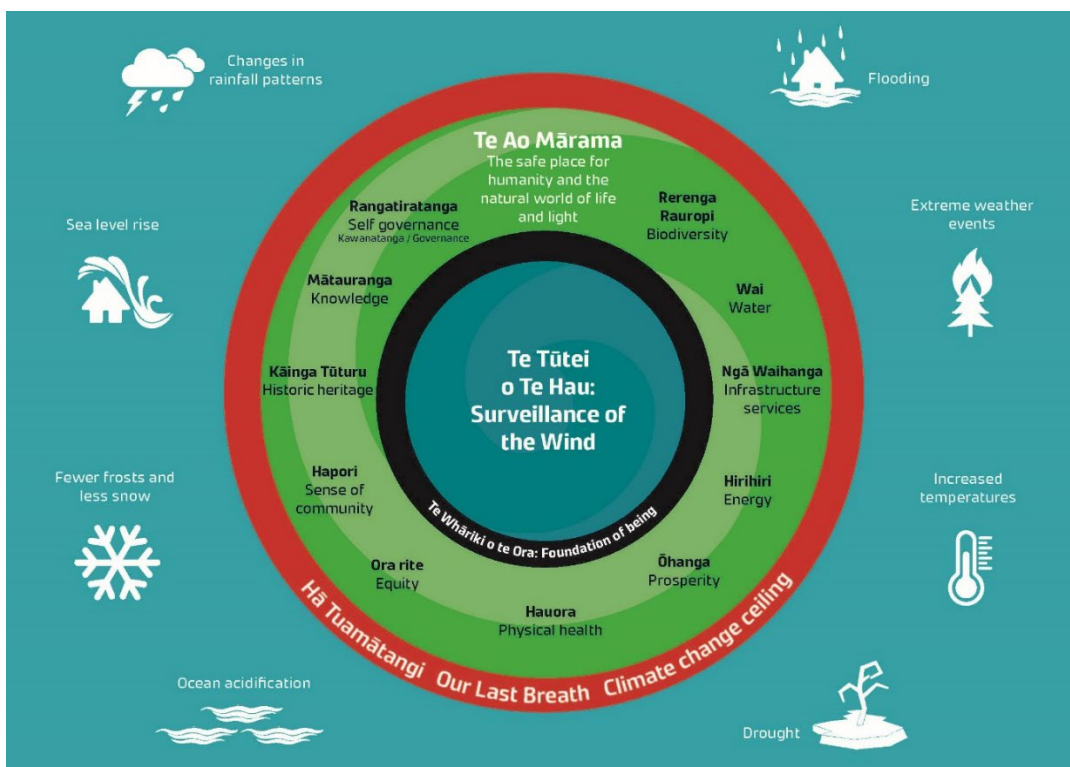 Changes in
rainfall patterns
Flooding
Sea level rise
Extreme weather
events
Fewer frosts and
less snow
Increased
temperatures
Ocean acidification
Drought
Te Ao Mārama
The safe place for
humanity and the
natural world of life
and light
Rerenga
Rauropi
Biodiversity
Wai
Water
Ngā Waihanga
Infrastructure
services
Hirihiri
Energy
Ōhanga
Prosperity
Hauora
Physical health
Ora rite
Equity
Hapori
Sense of
community
Kāinga Tūturu
Historic heritage
Mātauranga
Knowledge
Rangatiratanga
Self governance
Kawanatanga / Governance
Te Tūtei
o Te Hau:
Surveillance of
the Wind
Te Whāriki o te Ora: Foundation of being
Hā Tuamātangi Our Last Breath Climate change ceiling